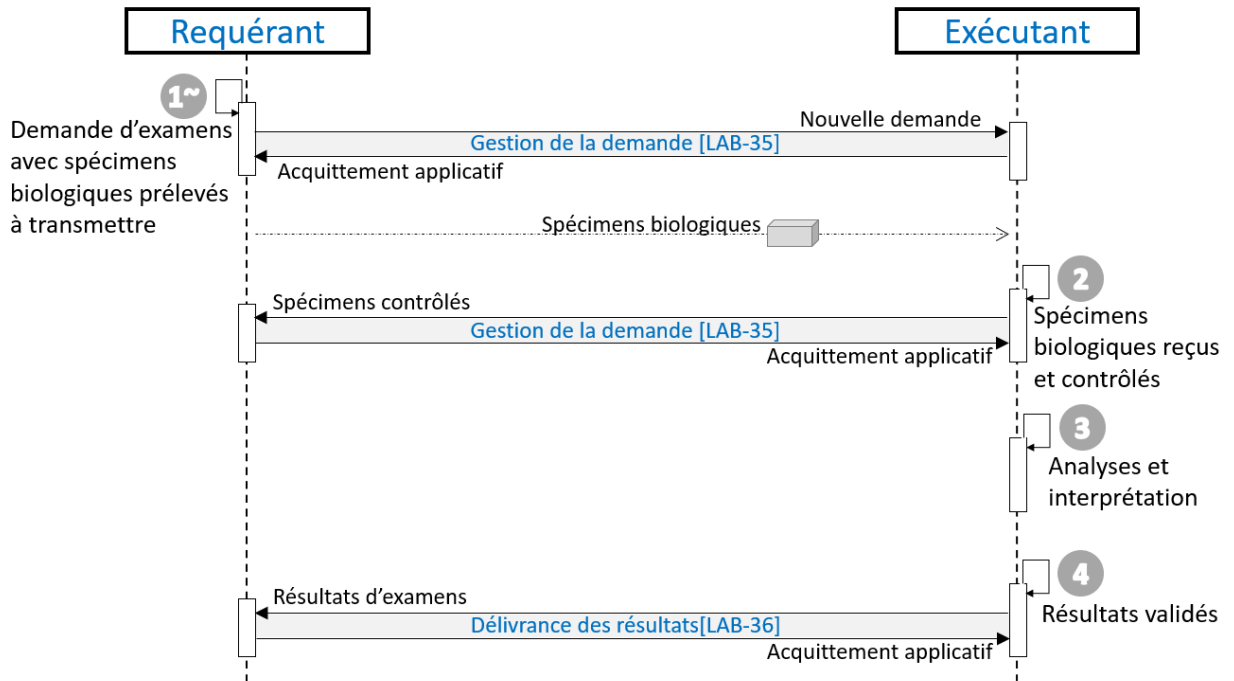 Requérant
Exécutant
1~
Demande d'examens
avec spécimens
biologiques prélevés
à transmettre
Nouvelle demande
Gestion de la demande [LAB-35]
Acquittement applicatif
Spécimens biologiques
2
Spécimens
biologiques reçus
et contrôlés
Spécimens contrôlés
Gestion de la demande [LAB-35]
Acquittement applicatif
3
Analyses et
interprétation
4
Résultats validés
Résultats d'examens
Délivrance des résultats[LAB-36]
Acquittement applicatif